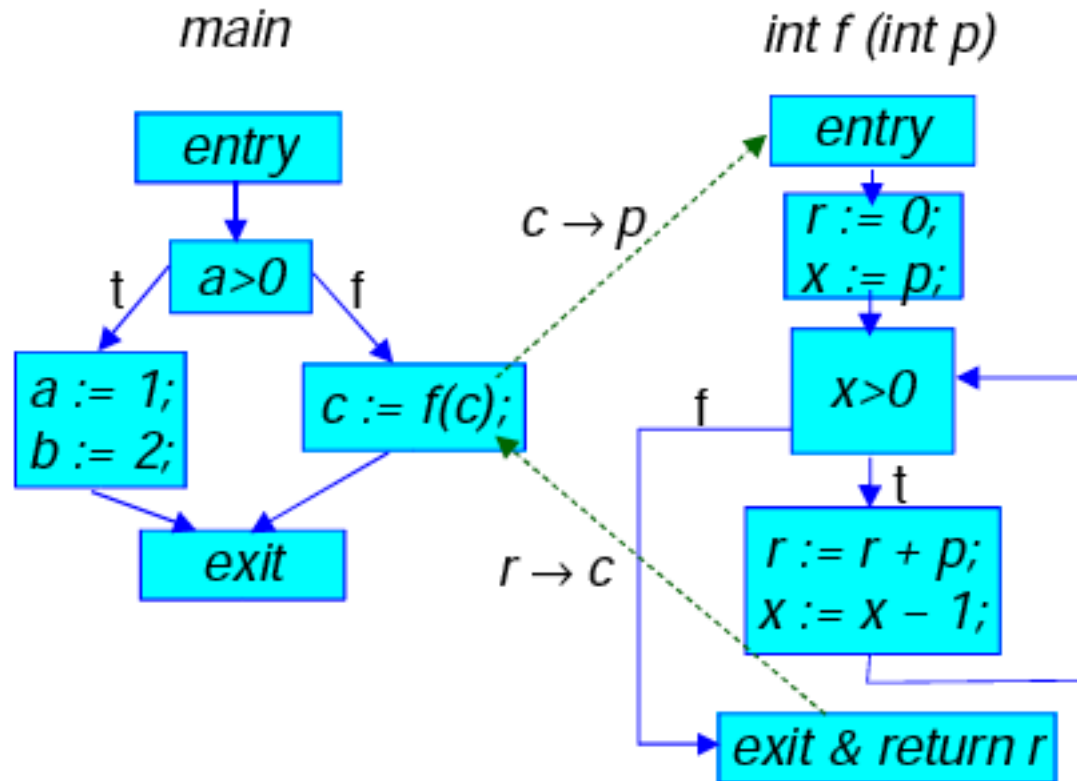 main
entry
a>0
t
f
a := 1;
b := 2;
c := f(c);
exit
c → p
r → c
int f (int p)
entry
r := 0;
x := p;
x>0
f
t
r := r + p;
x := x – 1;
exit & return r